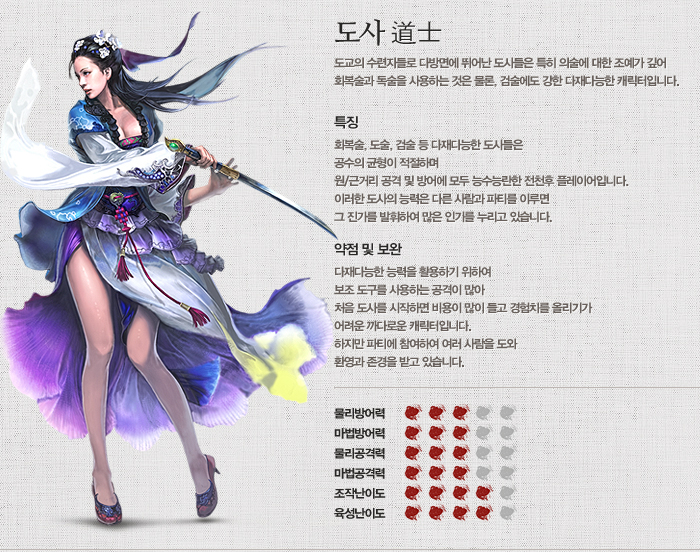 도사 道士
도교의 수련자들로 다방면에 뛰어난 도사들은 특히 의술에 대한 조예가 깊어
회복술과 독술을 사용하는 것은 물론, 검술에도 강한 다재다능한 캐릭터입니다.
특징
회복술, 도술, 검술 등 다재다능한 도사들은
공수의 균형이 적절하며
원/근거리 공격 및 방어에 모두 능수능란한 전천후 플레이어입니다.
이러한 도사의 능력은 다른 사람과 파티를 이루면
그 진가를 발휘하여 많은 인기를 누리고 있습니다.
약점 및 보완
다재다능한 능력을 활용하기 위하여
보조 도구를 사용하는 공격이 많아
처음 도사를 시작하면 비용이 많이 들고 경험치를 올리기가
어려운 까다로운 캐릭터입니다.
하지만 파티에 참여하여 여러 사람을 도와
환영과 존경을 받고 있습니다.
물리방어력
마법방어력
물리공격력
마법공격력
조작난이도
육성난이도